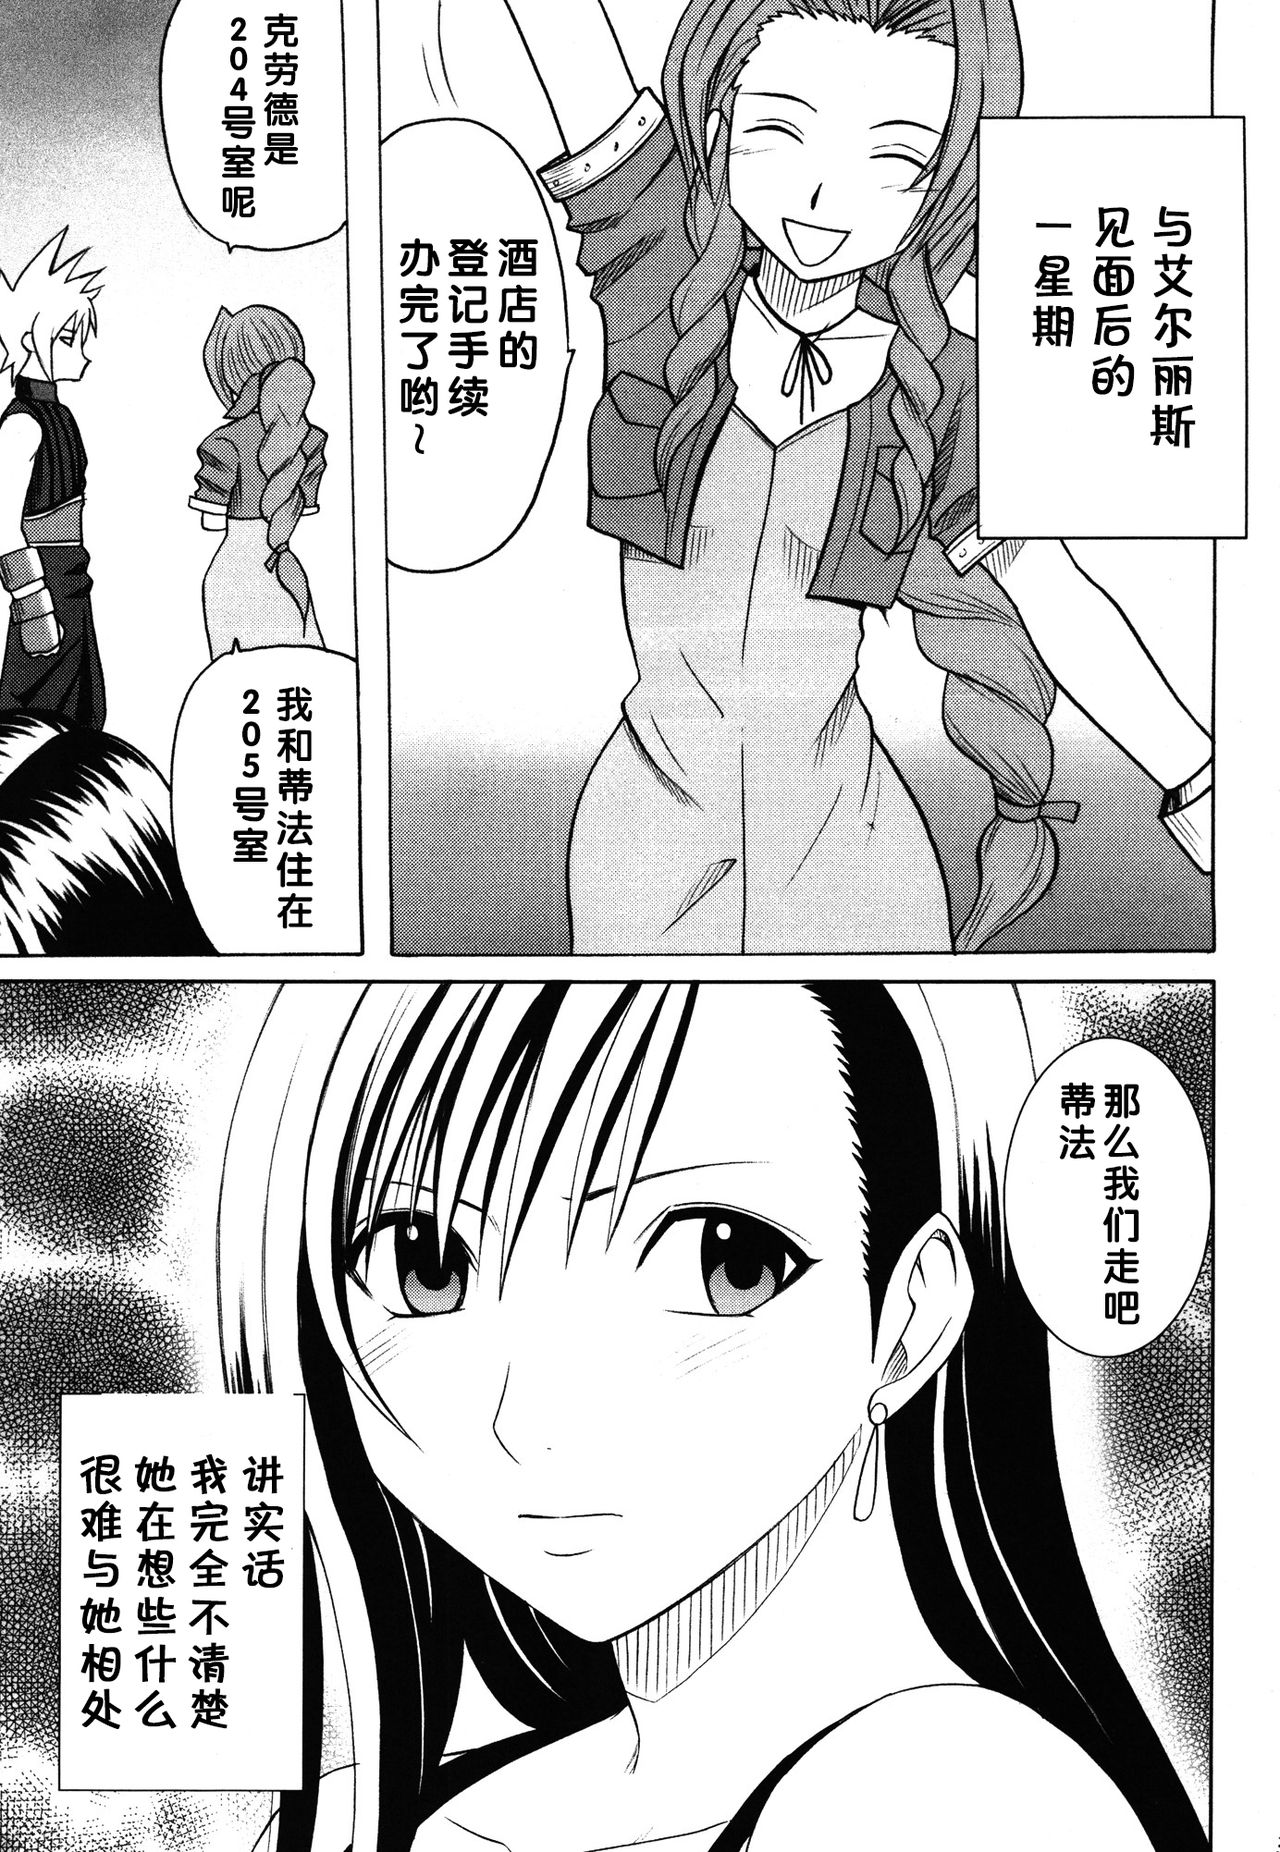 与艾尔丽斯
见面后的
一星期
酒店的
登记手续
办完了哟~
克劳德是
204号室呢
我和蒂法住在
205号室
那么我们走吧
蒂法
讲实话
我完全不清楚
她在想些什么
很难与她相处